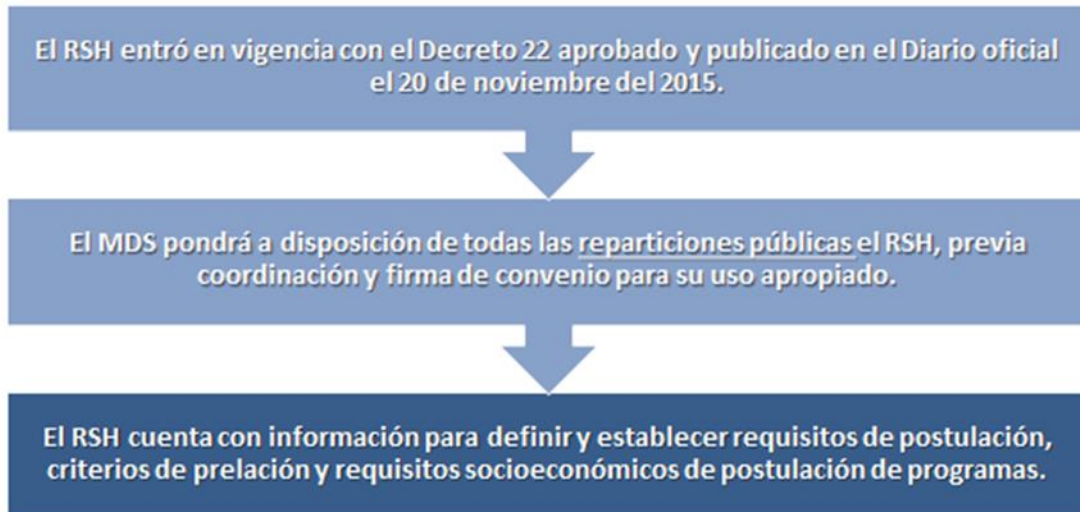 El RSH entró en vigencia con el Decreto 22 aprobado y publicado en el Diario oficial
el 20 de noviembre del 2015.
El MDS pondrá a disposición de todas las reparticiones públicas el RSH, previa
coordinación y firma de convenio para su uso apropiado.
El RSH cuenta con información para definir y establecer requisitos de postulación,
criterios de prelación y requisitos socioeconómicos de postulación de programas.